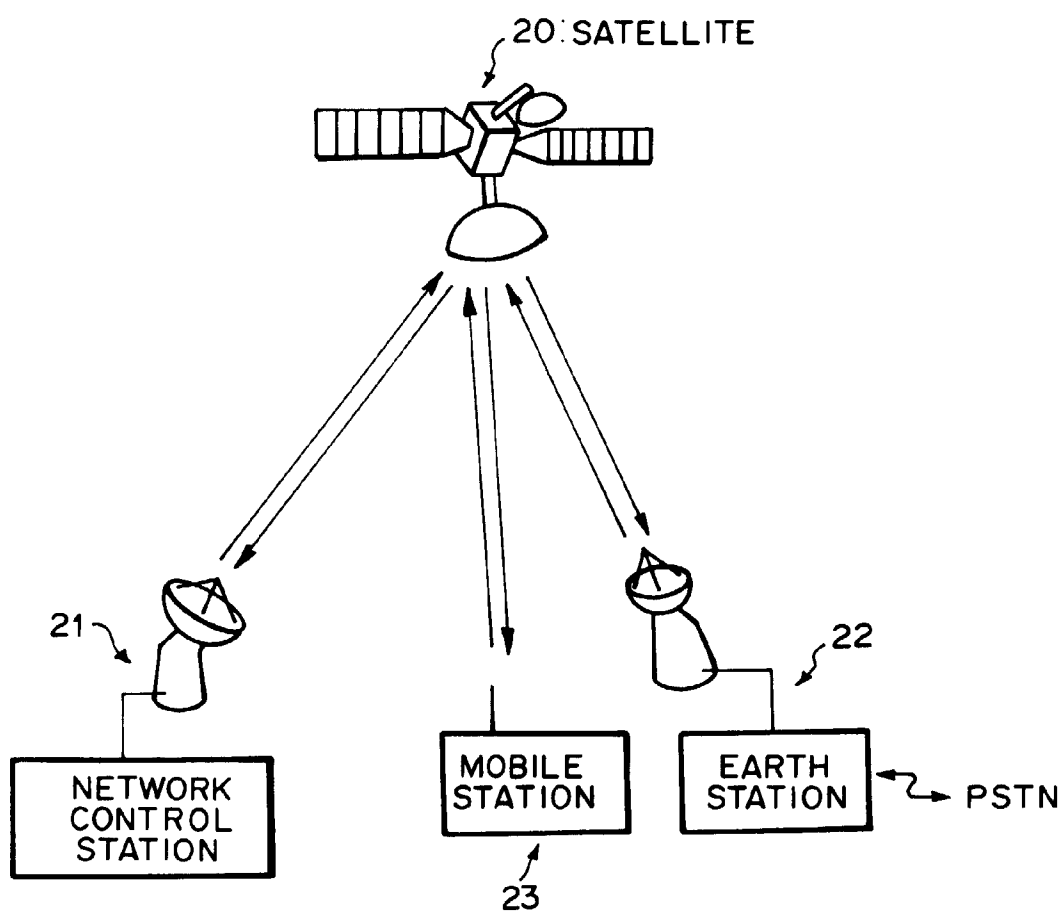 20: SATELLITE
21
22
NETWORK
CONTROL
STATION
MOBILE
STATION
EARTH
STATION
PSTN
23